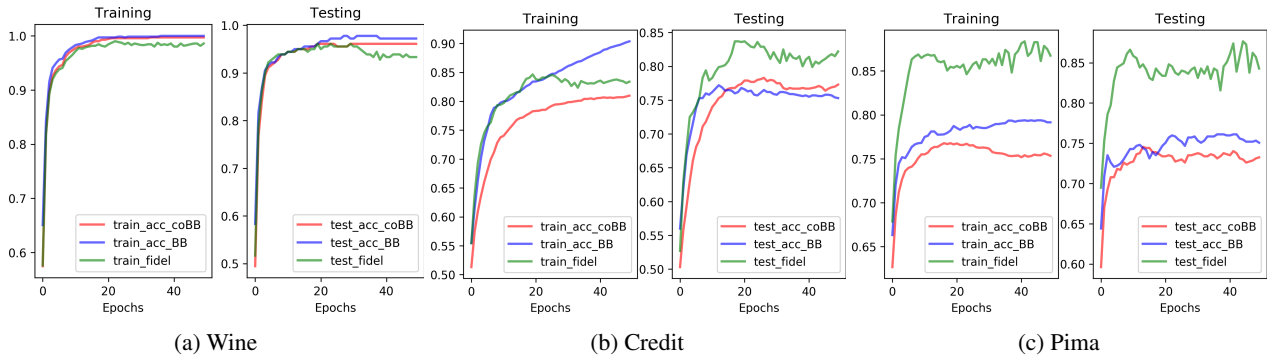 Training
1.0
0.9
0.8
0.7
0.6
0
20
40
Epochs
train_acc_coBB
train_acc_BB
train_fidel
Testing
1.0
0.9
0.8
0.7
0.6
0.5
0
20
40
Epochs
test_acc_coBB
test_acc_BB
test_fidel
(a) Wine
Training
0.90
0.85
0.80
0.75
0.70
0.65
0.60
0.55
0.50
0
20
40
Epochs
train_acc_coBB
train_acc_BB
train_fidel
Testing
0.85
0.80
0.75
0.70
0.65
0.60
0.55
0.50
0
20
40
Epochs
test_acc_coBB
test_acc_BB
test_fidel
(b) Credit
Training
0.85
0.80
0.75
0.70
0.65
0
20
40
Epochs
train_acc_coBB
train_acc_BB
train_fidel
Testing
0.85
0.80
0.75
0.70
0.65
0.60
0
20
40
Epochs
test_acc_coBB
test_acc_BB
test_fidel
(c) Pima